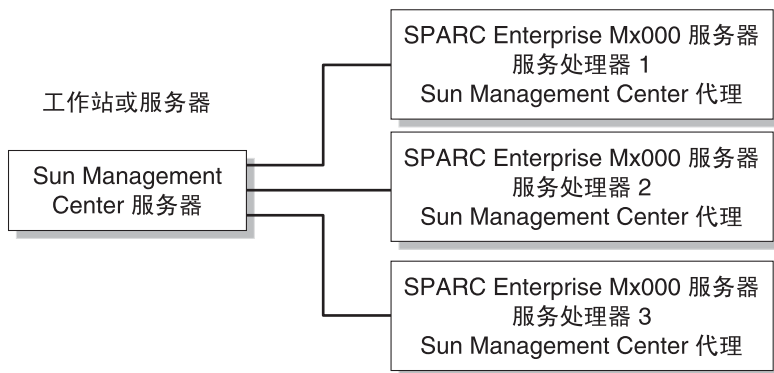 工作站或服务器
Sun Management
Center 服务器
SPARC Enterprise Mx000 服务器
服务处理器 1
Sun Management Center 代理
SPARC Enterprise Mx000 服务器
服务处理器 2
Sun Management Center 代理
SPARC Enterprise Mx000 服务器
服务处理器 3
Sun Management Center 代理